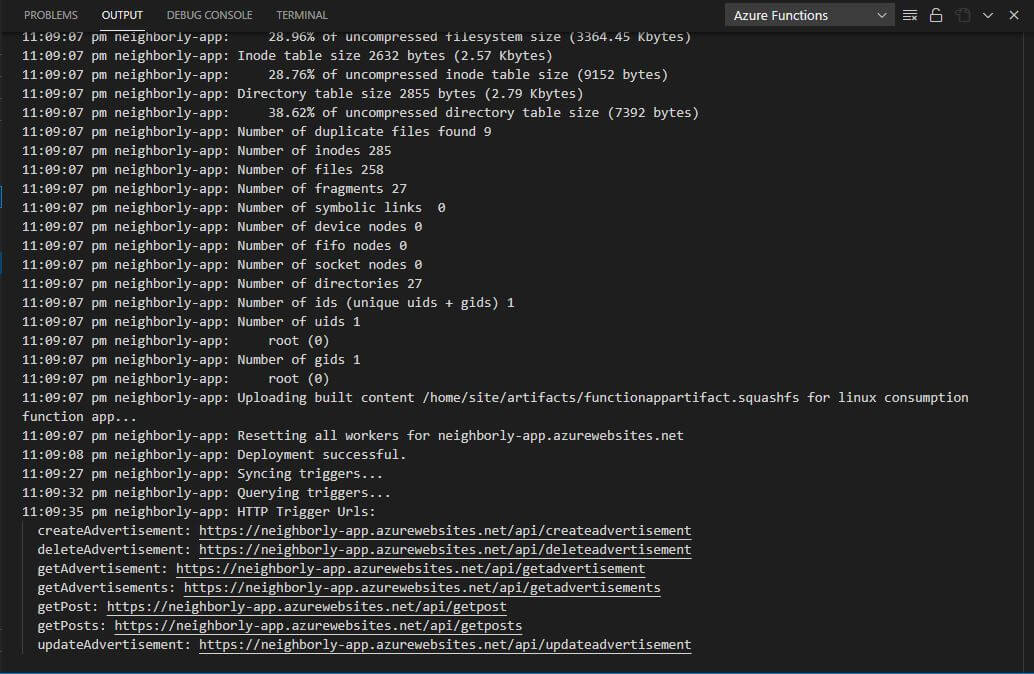 PROBLEMS OUTPUT DEBUG CONSOLE TERMINAL Azure Functions
11:09:07 pm neighborly-app:     28.96% of uncompressed filesystem size (3364.45 Kbytes)
11:09:07 pm neighborly-app: Inode table size 2632 bytes (2.57 Kbytes)
11:09:07 pm neighborly-app:     28.76% of uncompressed inode table size (9152 bytes)
11:09:07 pm neighborly-app: Directory table size 2855 bytes (2.79 Kbytes)
11:09:07 pm neighborly-app:     38.62% of uncompressed directory table size (7392 bytes)
11:09:07 pm neighborly-app: Number of duplicate files found 9
11:09:07 pm neighborly-app: Number of inodes 285
11:09:07 pm neighborly-app: Number of files 258
11:09:07 pm neighborly-app: Number of fragments 27
11:09:07 pm neighborly-app: Number of symbolic links  0
11:09:07 pm neighborly-app: Number of device nodes 0
11:09:07 pm neighborly-app: Number of fifo nodes 0
11:09:07 pm neighborly-app: Number of socket nodes 0
11:09:07 pm neighborly-app: Number of directories 27
11:09:07 pm neighborly-app: Number of ids (unique uids + gids) 1
11:09:07 pm neighborly-app: Number of uids 1
11:09:07 pm neighborly-app:     root (0)
11:09:07 pm neighborly-app: Number of gids 1
11:09:07 pm neighborly-app:     root (0)
11:09:07 pm neighborly-app: Uploading built content /home/site/artifacts/functionappartifact.squashfs for linux consumption
function app...
11:09:07 pm neighborly-app: Resetting all workers for neighborly-app.azurewebsites.net
11:09:08 pm neighborly-app: Deployment successful.
11:09:27 pm neighborly-app: Syncing triggers...
11:09:32 pm neighborly-app: Querying triggers...
11:09:35 pm neighborly-app: HTTP Trigger Urls:
createAdvertisement: https://neighborly-app.azurewebsites.net/api/createadvertisement
deleteAdvertisement: https://neighborly-app.azurewebsites.net/api/deleteadvertisement
getAdvertisement: https://neighborly-app.azurewebsites.net/api/getadvertisement
getAdvertisements: https://neighborly-app.azurewebsites.net/api/getadvertisements
getPost: https://neighborly-app.azurewebsites.net/api/getpost
getPosts: https://neighborly-app.azurewebsites.net/api/getposts
updateAdvertisement: https://neighborly-app.azurewebsites.net/api/updateadvertisement